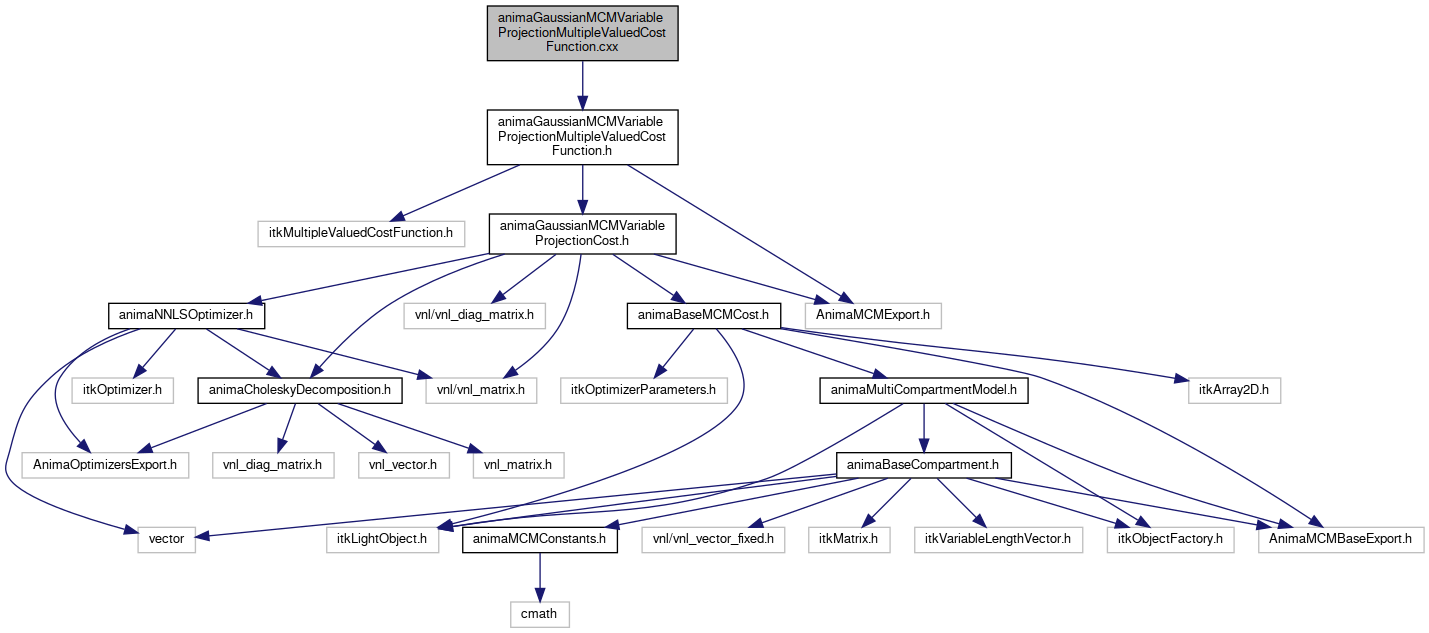 animaGaussianMCMVariable
ProjectionMultipleValuedCost
Function.cxx
animaGaussianMCMVariable
ProjectionMultipleValuedCost
Function.h
itkMultipleValuedCostFunction.h
animaGaussianMCMVariable
ProjectionCost.h
animaNNLSOptimizer.h
vnl/vnl_diag_matrix.h
animaBaseMCMCost.h
AnimaMCMExport.h
itkOptimizer.h
animaCholeskyDecomposition.h
vnl/vnl_matrix.h
itkOptimizerParameters.h
animaMultiCompartmentModel.h
itkArray2D.h
AnimaOptimizersExport.h
vnl_diag_matrix.h
vnl_vector.h
vnl_matrix.h
animaBaseCompartment.h
vector
itkLightObject.h
animaMCMConstants.h
vnl/vnl_vector_fixed.h
itkMatrix.h
itkVariableLengthVector.h
itkObjectFactory.h
AnimaMCMBaseExport.h
cmath